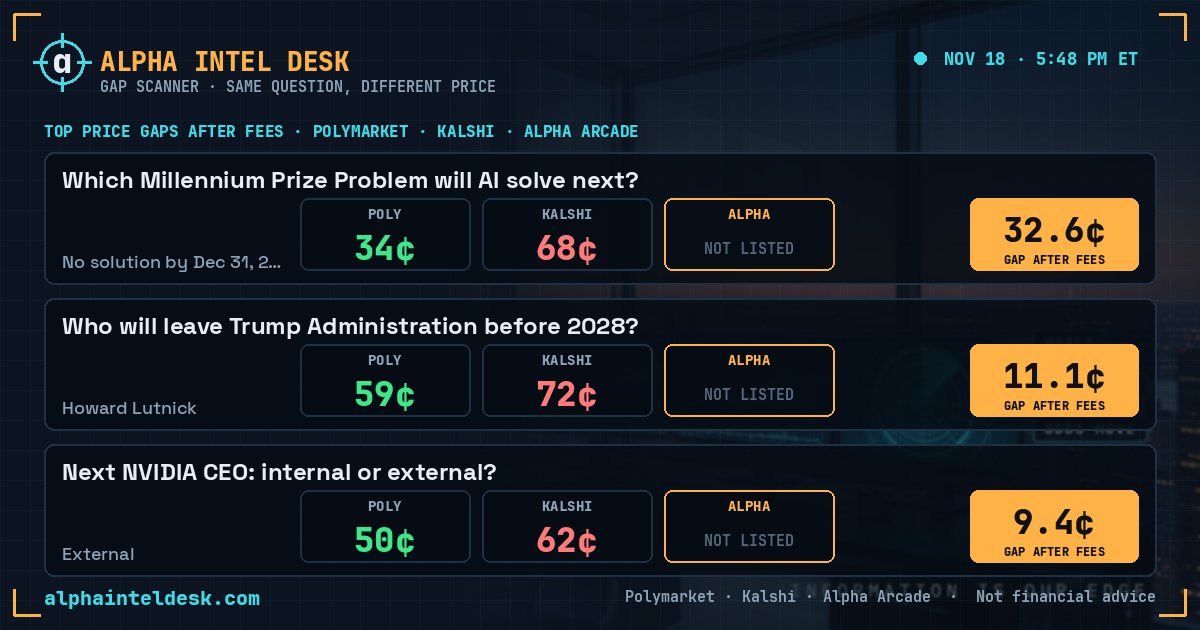 α
ALPHA INTEL DESK
GAP SCANNER · SAME QUESTION, DIFFERENT PRICE
NOV 18 · 5:48 PM ET
TOP PRICE GAPS AFTER FEES · POLYMARKET · KALSHI · ALPHA ARCADE
Which Millennium Prize Problem will AI solve next?
No solution by Dec 31, 2...
POLY
34¢
KALSHI
68¢
ALPHA
NOT LISTED
32.6¢
GAP AFTER FEES
Who will leave Trump Administration before 2028?
Howard Lutnick
POLY
59¢
KALSHI
72¢
ALPHA
NOT LISTED
11.1¢
GAP AFTER FEES
Next NVIDIA CEO: internal or external?
External
POLY
50¢
KALSHI
62¢
ALPHA
NOT LISTED
9.4¢
GAP AFTER FEES
INFORMATION IS OUR EDGE
alphainteldesk.com
Polymarket · Kalshi · Alpha Arcade · Not financial advice